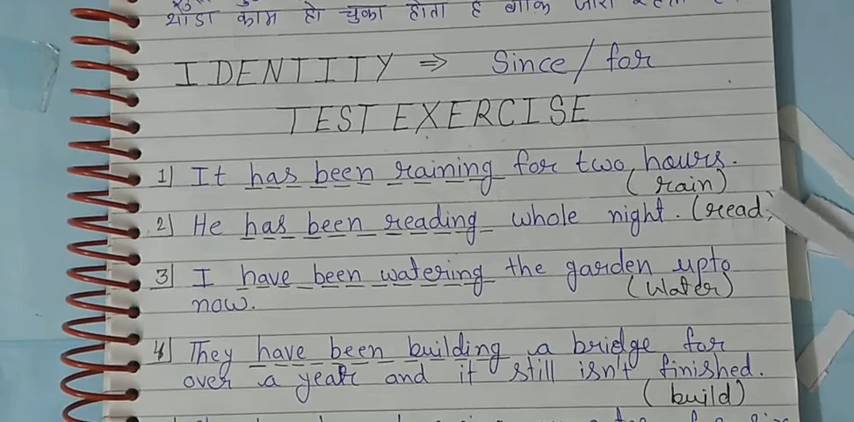 थोडा काम हो चुका होता है बाकि जारी
IDENTITY ⇒ Since/for
TEST EXERCISE
1) It has been raining for two hours.
(rain)
2) He has been reading whole night. (read)
3) I have been watering the garden upto
now. (Water)
4) They have been building a bridge for
over a year and it still isn't finished.
(build)